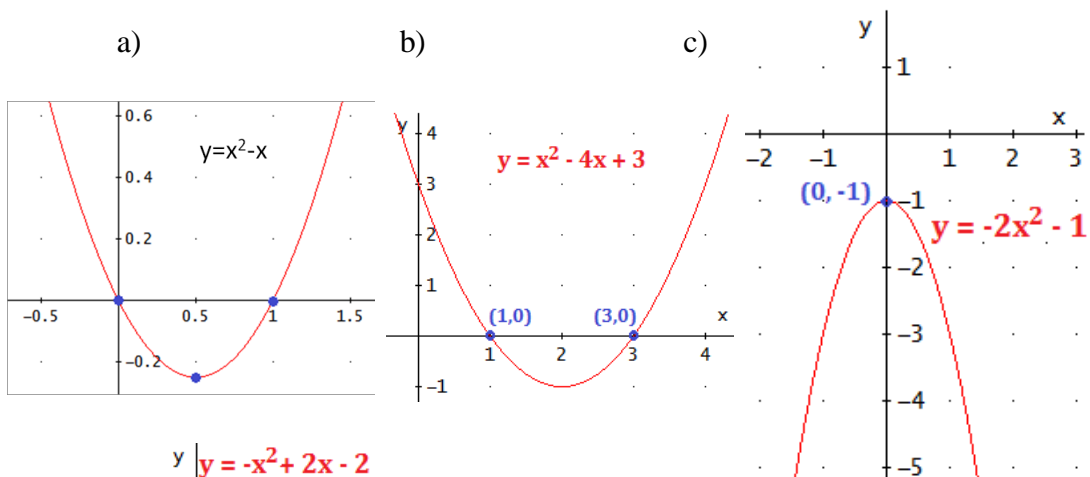 a)
b)
c)
y
1
x
-2
-1
1
2
3
(0, -1)
-1
y = -2x² - 1
-2
-3
-4
-5
0.6
y=x²-x
0.4
0.2
-0.5
0.5
1
1.5
-0.2
y
4
y = x² - 4x + 3
3
2
1
(1,0)
(3,0)
x
1
2
3
4
-1
y
y = -x² + 2x - 2